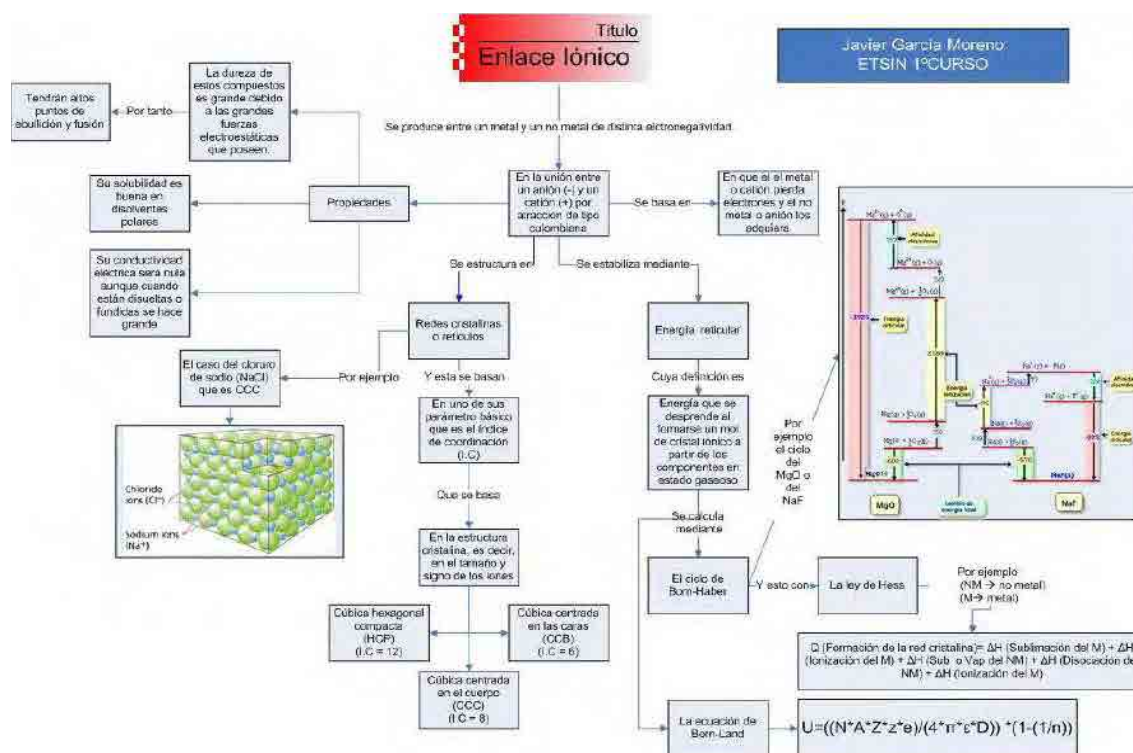 Título
Enlace Iónico
Javier García Moreno
ETSIN 1ºCURSO
Se produce entre un metal y un no metal de distinta elctronegatividad
La dureza de
estos compuestos
es grande debido
a las grandes
fuerzas
electroestáticas
que poseen.
Por tanto
Tendrán altos
puntos de
ebullición y fusión
Su solubilidad es
buena en
disolventes
polares
Propiedades
Su conductividad
eléctrica será nula
aunque cuando
están disueltas o
fundidas se hace
grande
En la unión entre
un anión (-) y un
catión (+) por
atracción de tipo
culombiana
Se basa en
En que el el metal
o catión pierda
electrones y el no
metal o anión los
adquiera
Se estructura en
Se estabiliza mediante
Redes cristalinas
o retículos
Energía reticular
Por ejemplo
El caso del cloruro
de sodio (NaCl)
que es CCC
Chloride
ions (Cl⁻)
Sodium ions
(Na⁺)
Y esta se basan
En uno de sus
parámetro básico
que es el índice de
coordinación
(I.C)
Que se basa
En la estructura
cristalina, es decir,
en el tamaño y
signo de los iones
Cúbica hexagonal
compacta
(HCP)
(I.C = 12)
Cúbica centrada
en las caras
(CCB)
(I.C = 6)
Cúbica centrada
en el cuerpo
(CCC)
(I.C = 8)
Cuya definición es
Energía que se
desprende al
formarse un mol
de cristal iónico a
partir de los
componentes en
estado gaseoso
Se calcula
mediante
El ciclo de
Born-Haber
Por
ejemplo
el ciclo
del
MgO o
del
NaF
Y esto con
La ley de Hess
Por ejemplo
(NM → no metal)
(M→ metal)
Q (Formación de la red cristalina)= ΔH (Sublimación del M) + ΔH
(Ionización del M) + ΔH (Sub o Vap del NM) + ΔH (Disociación del
NM) + ΔH (Ionización del M)
La ecuación de
Born-Land
U=((N*A*Z*z*e)/(4*π*ε*D)) *(1-(1/n))
Afinidad
electrónica
Energía
reticular
Energía
ionización
MgO
NaF